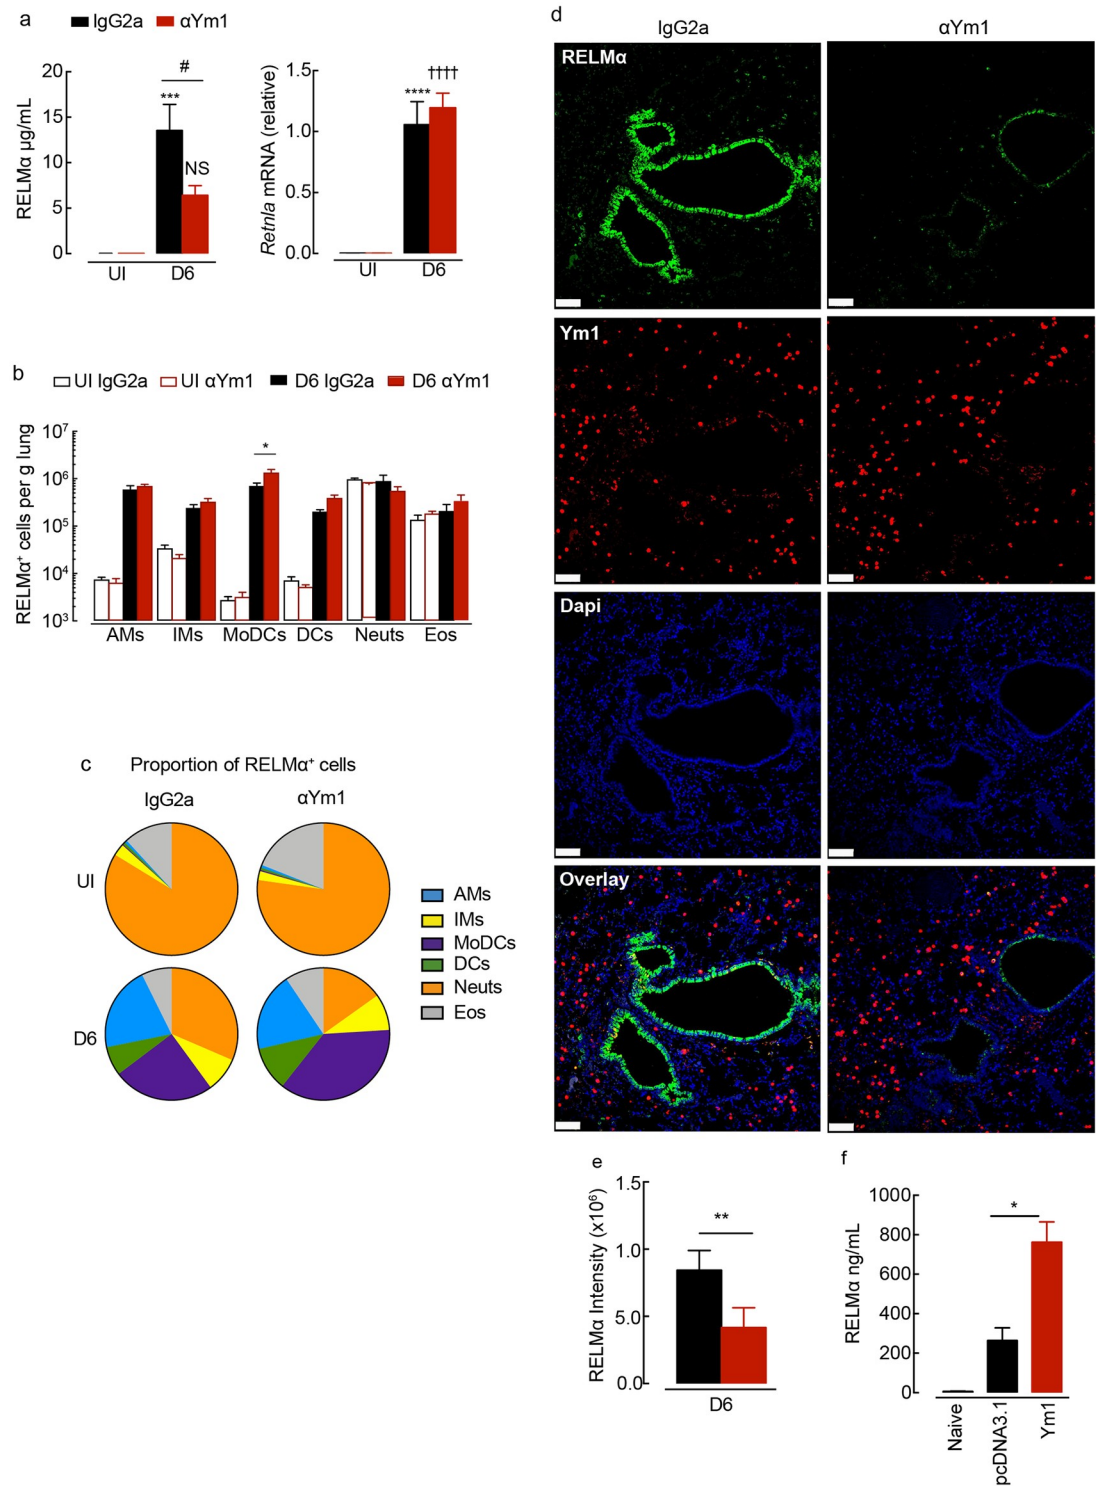 a
IgG2a αYm1
RELMα µg/mL
20
15
10
5
0
#
***
NS
UI D6
Retnla mRNA (relative)
1.5
1.0
0.5
0.0
****
††††
UI D6
b
UI IgG2a UI αYm1 D6 IgG2a D6 αYm1
RELMα⁺ cells per g lung
10⁷
10⁶
10⁵
10⁴
10³
*
AMs IMs MoDCs DCs Neuts Eos
c
Proportion of RELMα⁺ cells
IgG2a αYm1
UI
D6
AMs
IMs
MoDCs
DCs
Neuts
Eos
d
IgG2a αYm1
RELMα
Ym1
Dapi
Overlay
e
RELMα Intensity (x10⁶)
1.5
1.0
5.0
0.0
**
D6
f
RELMα ng/mL
1000
800
600
400
200
0
*
Naive
pcDNA3.1
Ym1